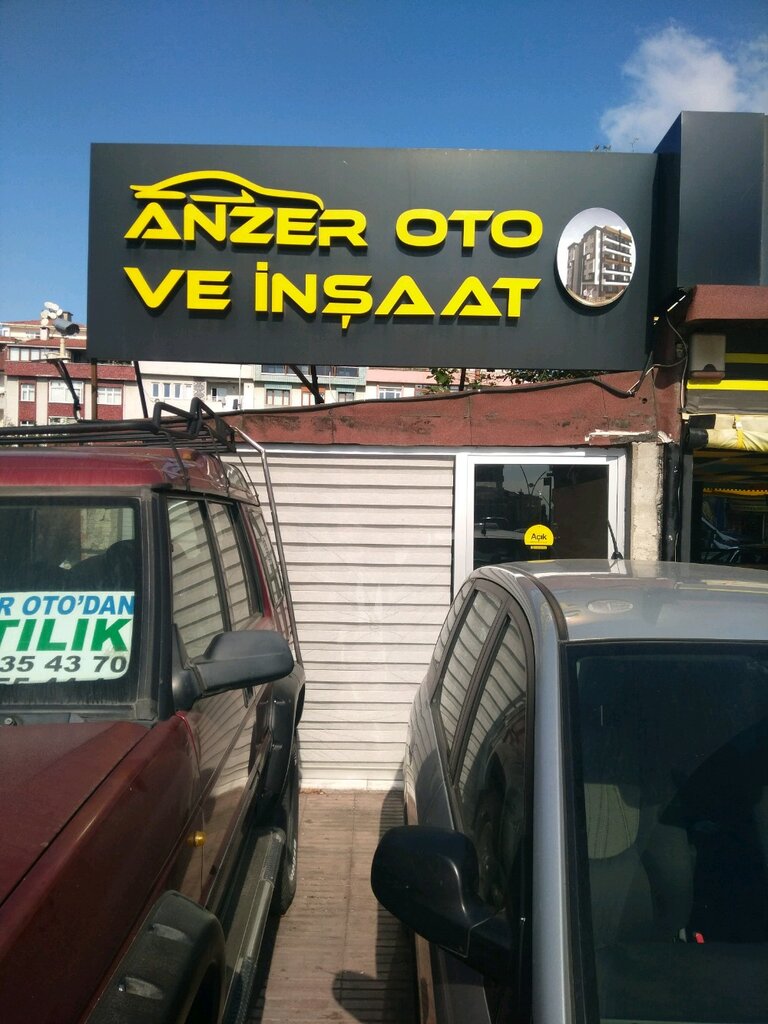 ANZER OTO
VE İNŞAAT
Açık
R OTO'DAN
TILIK
35 43 70